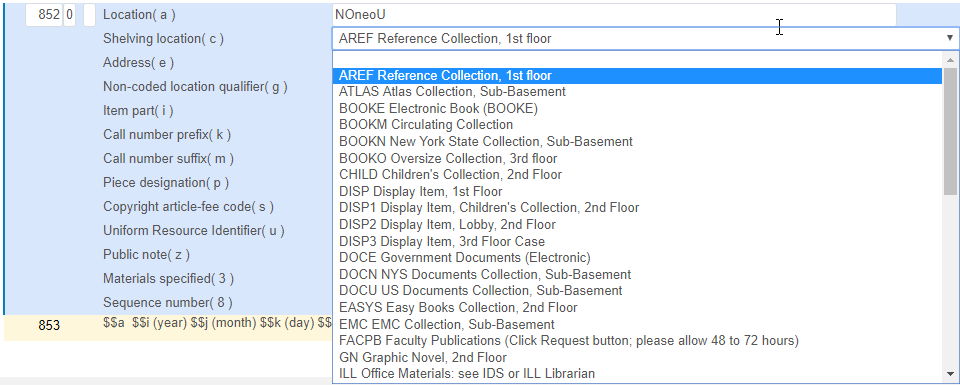 852 0 Location( a ) NOneoU
Shelving location( c ) AREF Reference Collection, 1st floor
Address( e )
AREF Reference Collection, 1st floor
Non-coded location qualifier( g ) ATLAS Atlas Collection, Sub-Basement
Item part( i ) BOOKE Electronic Book (BOOKE)
BOOKM Circulating Collection
Call number prefix( k ) BOOKN New York State Collection, Sub-Basement
Call number suffix( m ) BOOKO Oversize Collection, 3rd floor
CHILD Children's Collection, 2nd Floor
Piece designation( p ) DISP Display Item, 1st Floor
Copyright article-fee code( s ) DISP1 Display Item, Children's Collection, 2nd Floor
Uniform Resource Identifier( u ) DISP2 Display Item, Lobby, 2nd Floor
DISP3 Display Item, 3rd Floor Case
Public note( z ) DOCE Government Documents (Electronic)
Materials specified( 3 ) DOCN NYS Documents Collection, Sub-Basement
DOCU US Documents Collection, Sub-Basement
Sequence number( 8 ) EASYS Easy Books Collection, 2nd Floor
853 $$a $$i (year) $$j (month) $$k (day) $$ EMC EMC Collection, Sub-Basement
FACPB Faculty Publications (Click Request button; please allow 48 to 72 hours)
GN Graphic Novel, 2nd Floor
ILL Office Materials: see IDS or ILL Librarian